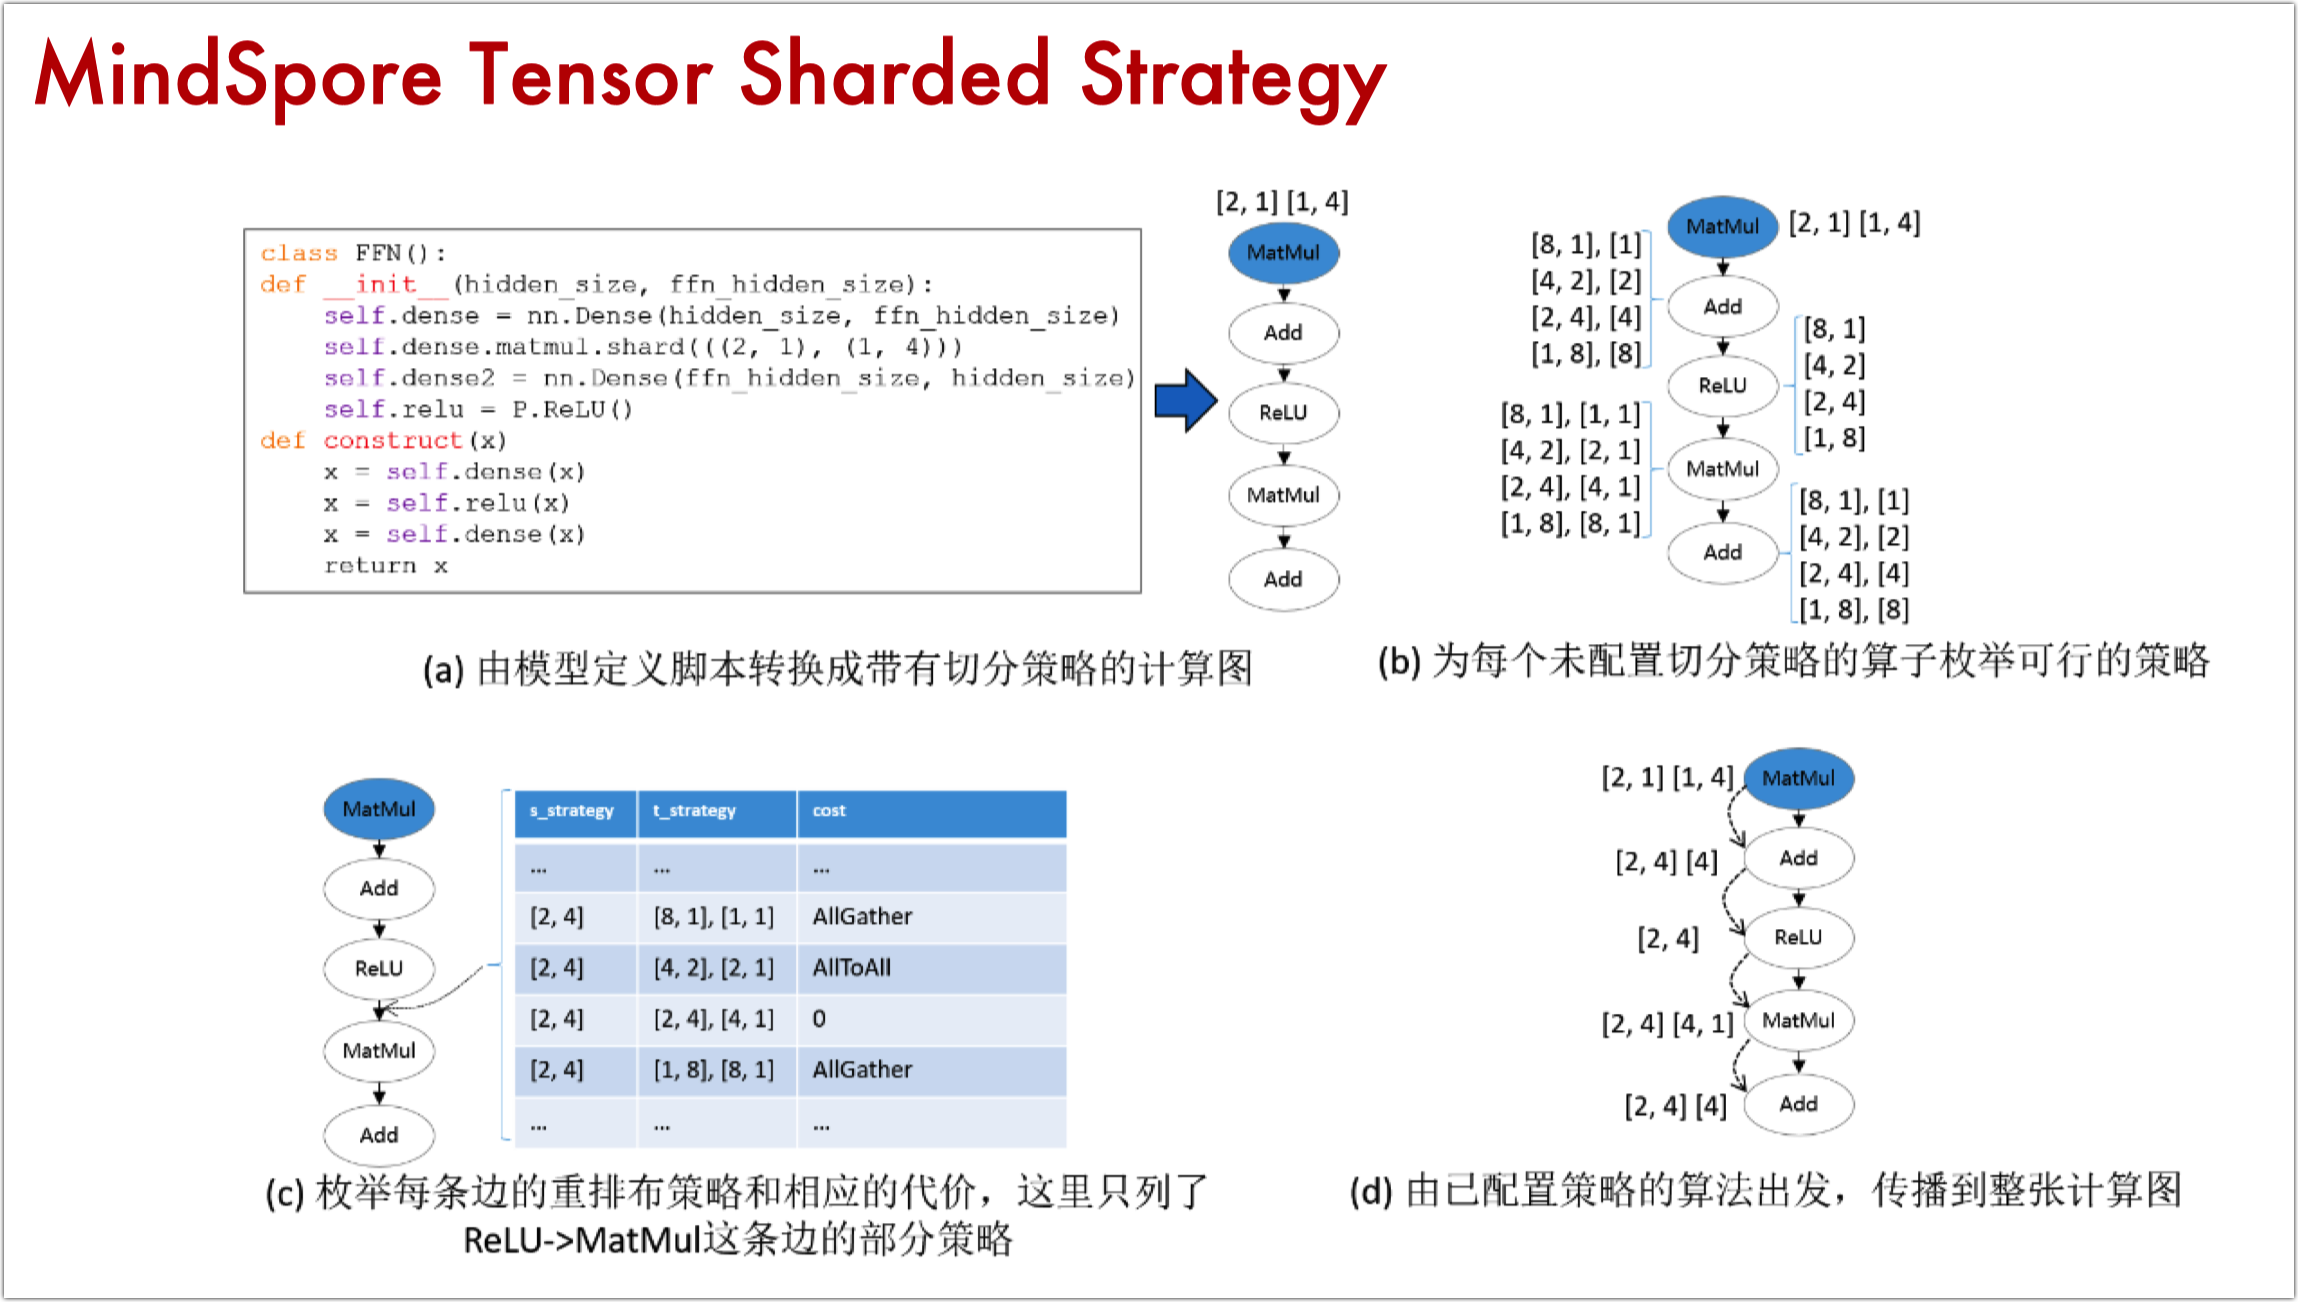 MindSpore Tensor Sharded Strategy
class FFN():
def __init__(hidden_size, ffn_hidden_size):
self.dense = nn.Dense(hidden_size, ffn_hidden_size)
self.dense.matmul.shard(((2, 1), (1, 4)))
self.dense2 = nn.Dense(ffn_hidden_size, hidden_size)
self.relu = P.ReLU()
def construct(x)
x = self.dense(x)
x = self.relu(x)
x = self.dense(x)
return x
[2, 1] [1, 4]
MatMul
Add
ReLU
MatMul
Add
(a) 由模型定义脚本转换成带有切分策略的计算图
MatMul
[2, 1] [1, 4]
[8, 1], [1]
[4, 2], [2]
[2, 4], [4]
[1, 8], [8]
Add
ReLU
[8, 1]
[4, 2]
[2, 4]
[1, 8]
[8, 1], [1, 1]
[4, 2], [2, 1]
[2, 4], [4, 1]
[1, 8], [8, 1]
MatMul
Add
[8, 1], [1]
[4, 2], [2]
[2, 4], [4]
[1, 8], [8]
(b) 为每个未配置切分策略的算子枚举可行的策略
MatMul
Add
ReLU
MatMul
Add
s_strategy t_strategy cost
... ... ...
[2, 4] [8, 1], [1, 1] AllGather
[2, 4] [4, 2], [2, 1] AllToAll
[2, 4] [2, 4], [4, 1] 0
[2, 4] [1, 8], [8, 1] AllGather
... ... ...
(c) 枚举每条边的重排布策略和相应的代价，这里只列了
ReLU->MatMul这条边的部分策略
[2, 1] [1, 4] MatMul
[2, 4] [4] Add
[2, 4] ReLU
[2, 4] [4, 1] MatMul
[2, 4] [4] Add
(d) 由已配置策略的算法出发，传播到整张计算图